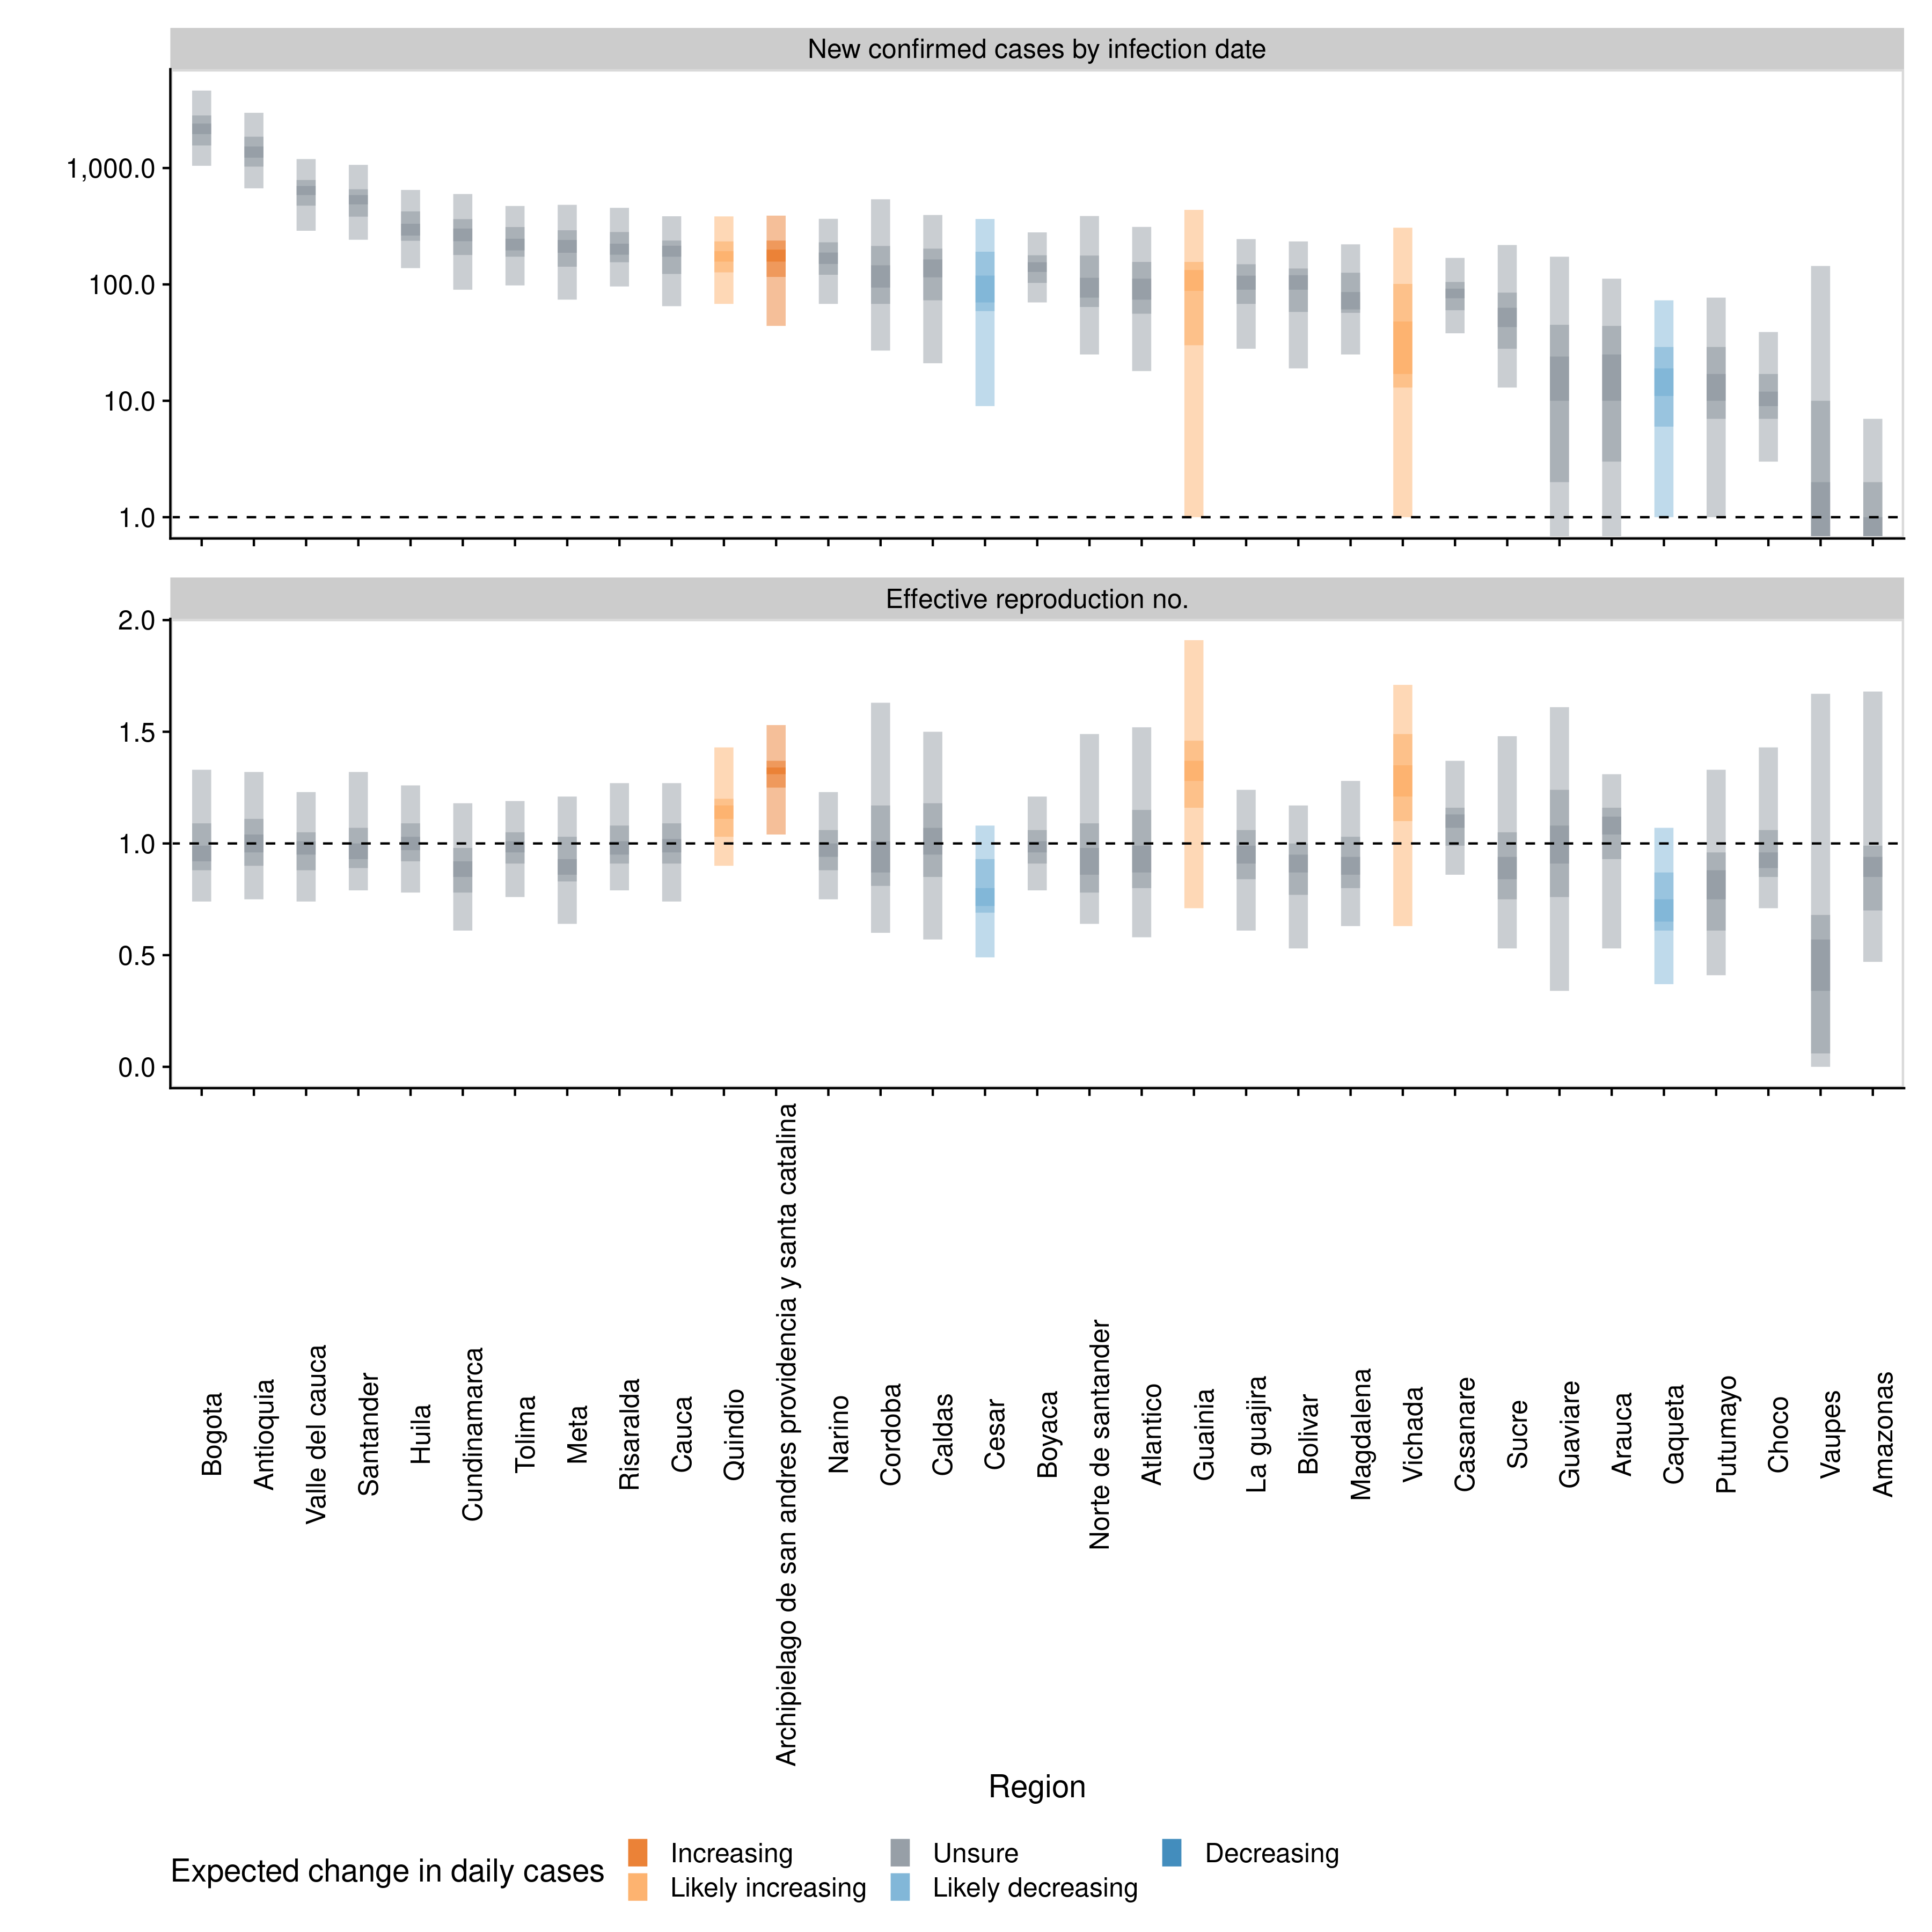 New confirmed cases by infection date
1,000.0
100.0
10.0
1.0
Effective reproduction no.
2.0
1.5
1.0
0.5
0.0
Bogota
Antioquia
Valle del cauca
Santander
Huila
Cundinamarca
Tolima
Meta
Risaralda
Cauca
Quindio
Archipielago de san andres providencia y santa catalina
Narino
Cordoba
Caldas
Cesar
Boyaca
Norte de santander
Atlantico
Guainia
La guajira
Bolivar
Magdalena
Vichada
Casanare
Sucre
Guaviare
Arauca
Caqueta
Putumayo
Choco
Vaupes
Amazonas
Region
Expected change in daily cases
Increasing
Likely increasing
Unsure
Likely decreasing
Decreasing